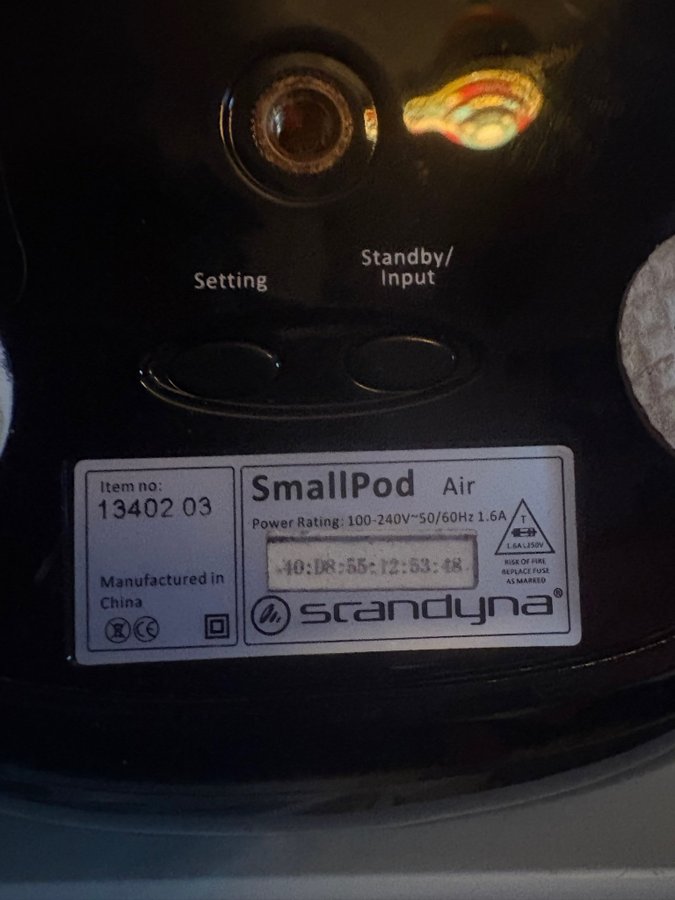 Setting
Standby/
Input
Item no:
13402 03
Manufactured in
China
CE
SmallPod Air
Power Rating: 100-240V~50/60Hz 1.6A
40:D8:55:12:53:48
T
1.6A L250V
RISK OF FIRE
REPLACE FUSE
AS MARKED
scandyna®